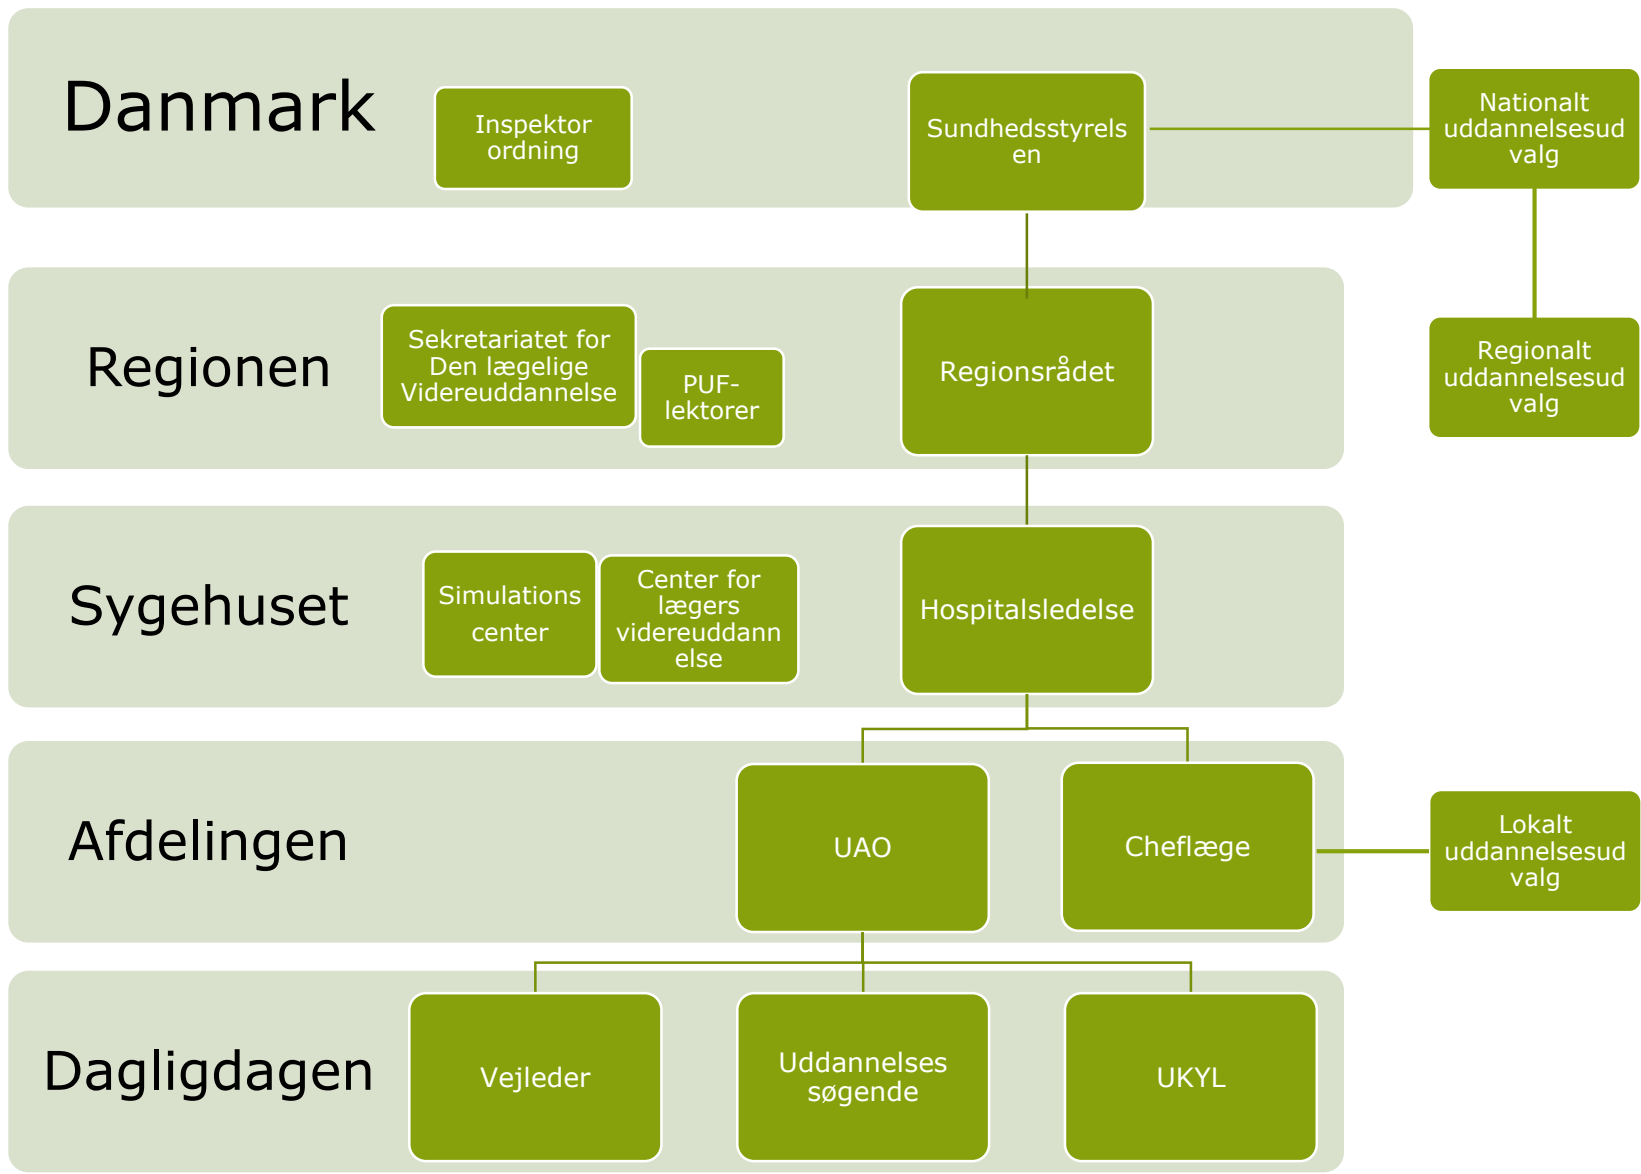 Danmark
Inspektor
ordning
Sundhedsstyrels
en
Nationalt
uddannelsesud
valg
Regionen
Sekretariatet for
Den lægelige
Videreuddannelse
PUF-
lektorer
Regionsrådet
Regionalt
uddannelsesud
valg
Sygehuset
Simulations
center
Center for
lægers
videreuddann
else
Hospitalsledelse
Afdelingen
UAO
Cheflæge
Lokalt
uddannelsesud
valg
Dagligdagen
Vejleder
Uddannelses
søgende
UKYL